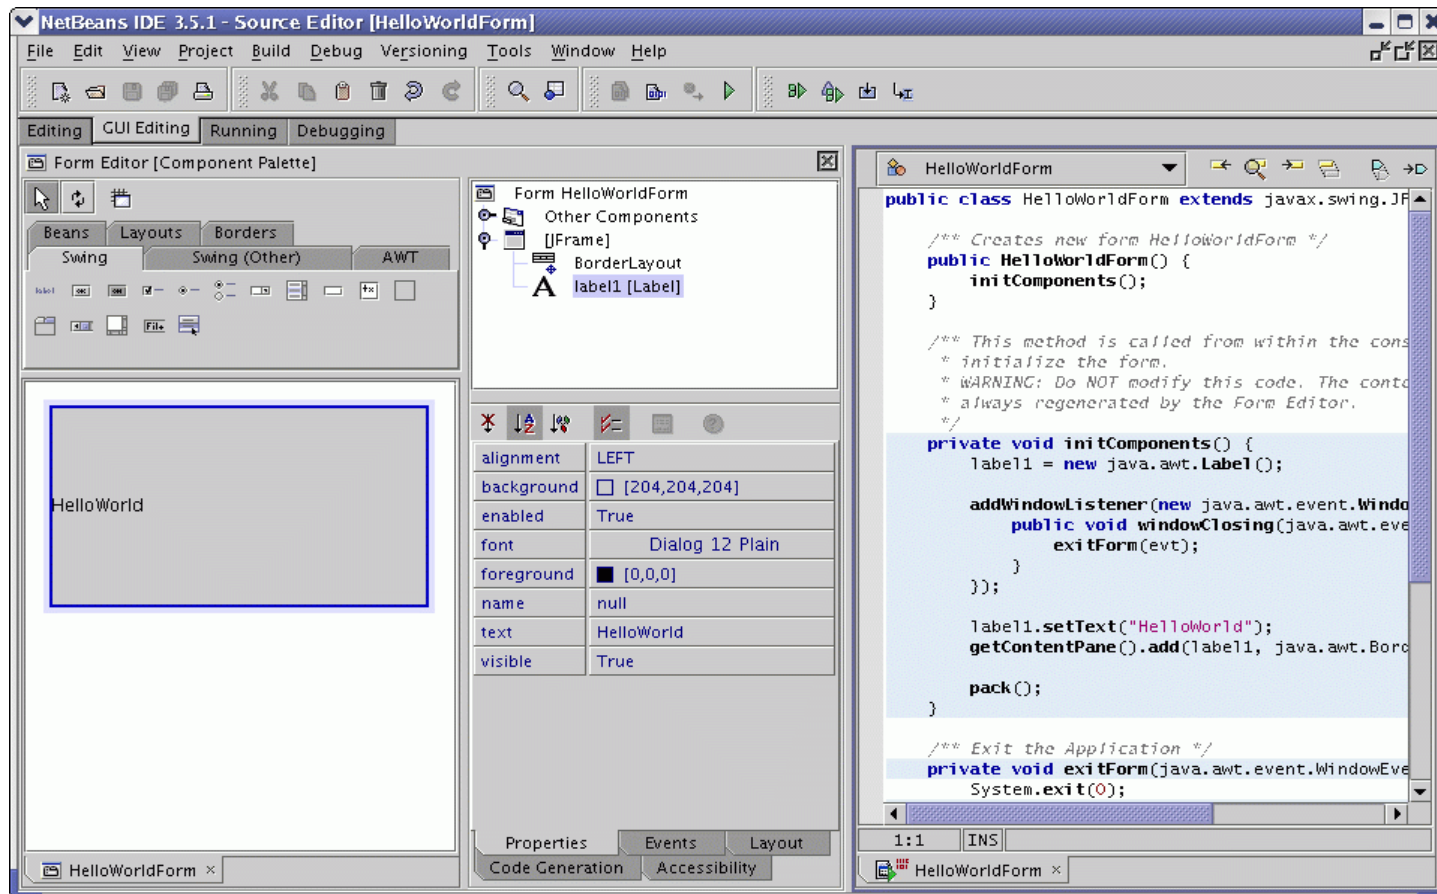 NetBeans IDE 3.5.1 - Source Editor [HelloWorldForm]
File Edit View Project Build Debug Versioning Tools Window Help
Editing GUI Editing Running Debugging
Form Editor [Component Palette]
Beans Layouts Borders
Swing Swing (Other) AWT
label OK OK
Fil+
HelloWorld
HelloWorldForm ×
Form HelloWorldForm
Other Components
[JFrame]
BorderLayout
A label1 [Label]
alignment LEFT
background [204,204,204]
enabled True
font Dialog 12 Plain
foreground [0,0,0]
name null
text HelloWorld
visible True
Properties Events Layout
Code Generation Accessibility
HelloWorldForm
public class HelloWorldForm extends javax.swing.JF
/** Creates new form HelloWorldForm */
public HelloWorldForm() {
initComponents();
}
/** This method is called from within the cons
* initialize the form.
* WARNING: Do NOT modify this code. The conte
* always regenerated by the Form Editor.
*/
private void initComponents() {
label1 = new java.awt.Label();
addWindowListener(new java.awt.event.Windo
public void windowClosing(java.awt.eve
exitForm(evt);
}
});
label1.setText("HelloWorld");
getContentPane().add(label1, java.awt.Bord
pack();
}
/** Exit the Application */
private void exitForm(java.awt.event.WindowEve
System.exit(0);
1:1 INS
HelloWorldForm ×